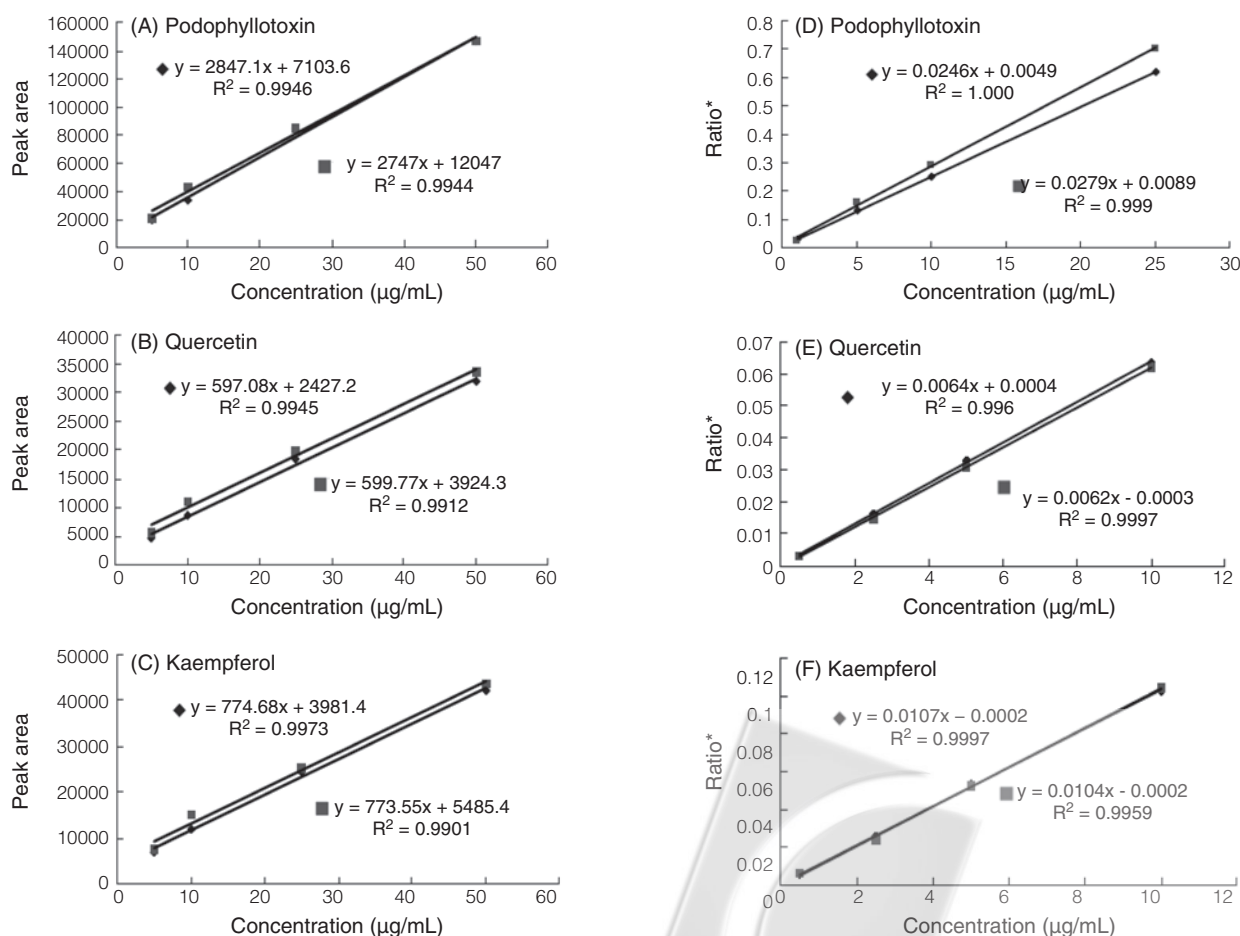 (A) Podophyllotoxin
160000
140000
120000
100000
80000
60000
40000
20000
0
Peak area
y = 2847.1x + 7103.6
R² = 0.9946
y = 2747x + 12047
R² = 0.9944
0 10 20 30 40 50 60
Concentration (µg/mL)
(D) Podophyllotoxin
0.8
0.7
0.6
0.5
0.4
0.3
0.2
0.1
0
Ratio*
y = 0.0246x + 0.0049
R² = 1.000
y = 0.0279x + 0.0089
R² = 0.999
0 5 10 15 20 25 30
Concentration (µg/mL)
(B) Quercetin
40000
35000
30000
25000
20000
15000
10000
5000
0
Peak area
y = 597.08x + 2427.2
R² = 0.9945
y = 599.77x + 3924.3
R² = 0.9912
0 10 20 30 40 50 60
Concentration (µg/mL)
(E) Quercetin
0.07
0.06
0.05
0.04
0.03
0.02
0.01
0
Ratio*
y = 0.0064x + 0.0004
R² = 0.996
y = 0.0062x - 0.0003
R² = 0.9997
0 2 4 6 8 10 12
Concentration (µg/mL)
(C) Kaempferol
50000
40000
30000
20000
10000
0
Peak area
y = 774.68x + 3981.4
R² = 0.9973
y = 773.55x + 5485.4
R² = 0.9901
0 10 20 30 40 50 60
Concentration (µg/mL)
(F) Kaempferol
0.12
0.1
0.08
0.06
0.04
0.02
0
Ratio*
y = 0.0107x – 0.0002
R² = 0.9997
y = 0.0104x - 0.0002
R² = 0.9959
0 2 4 6 8 10 12
Concentration (µg/mL)